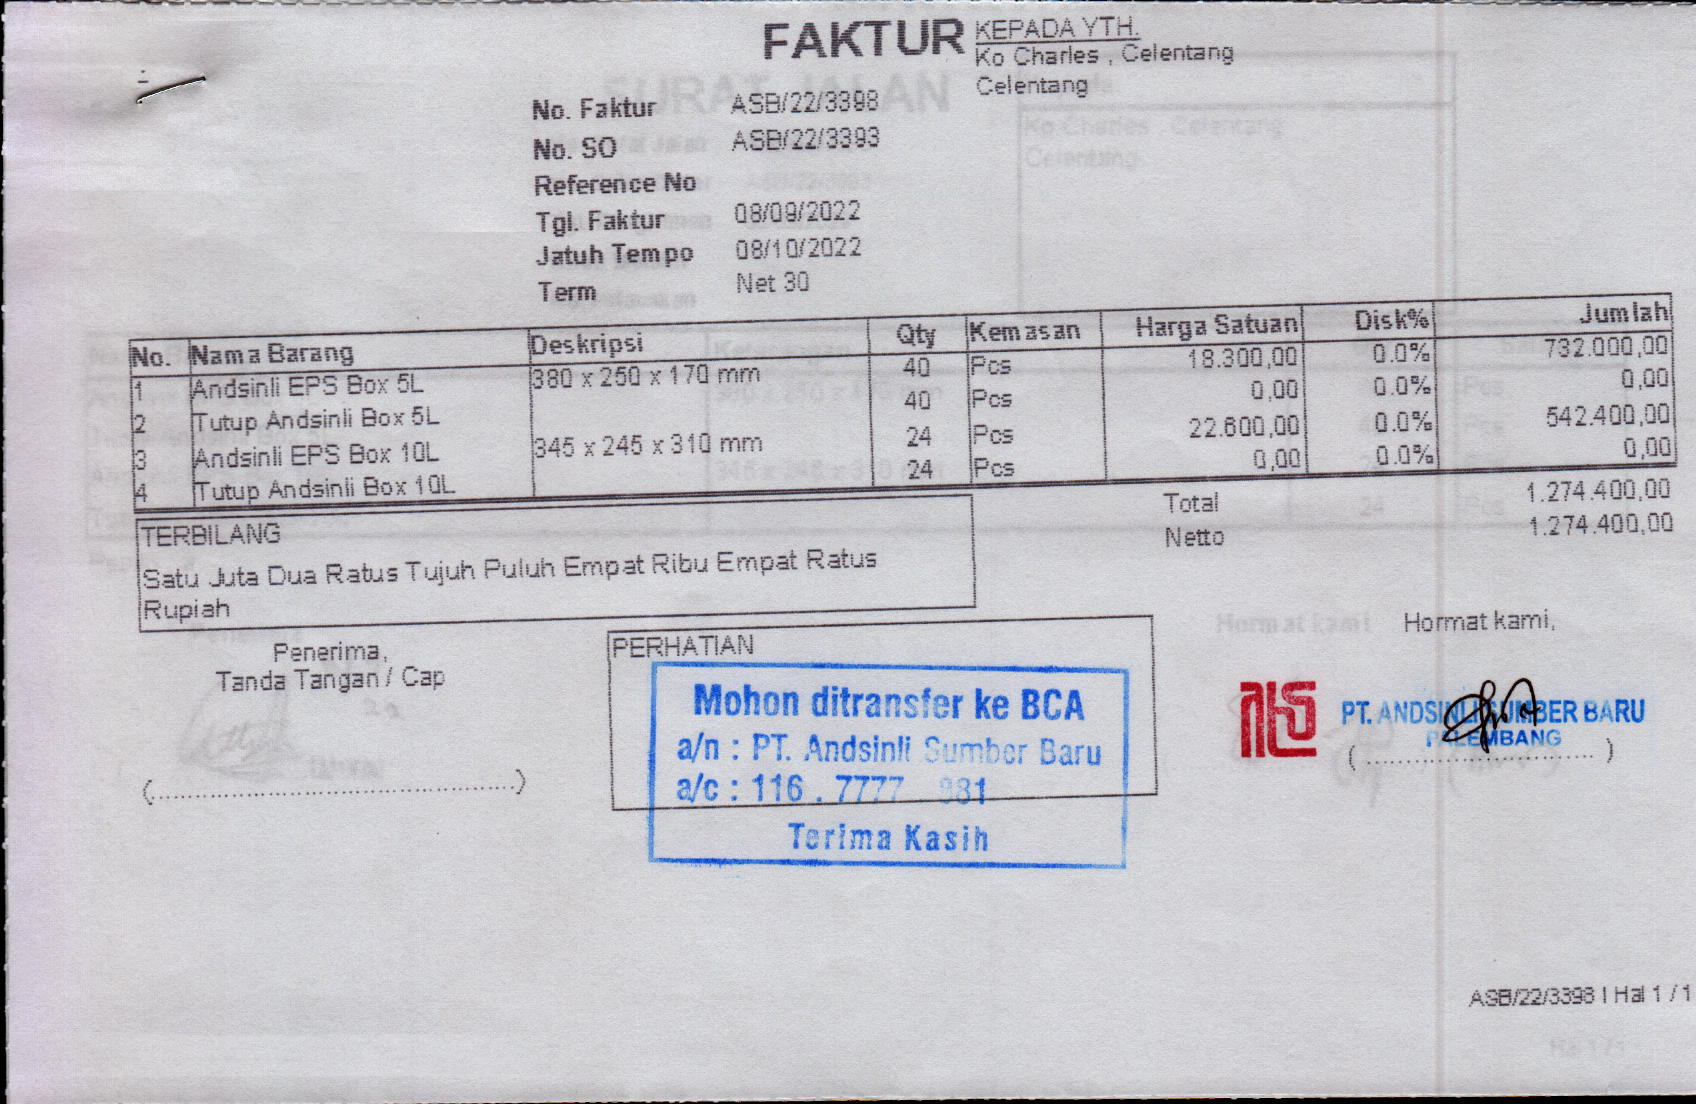 FAKTUR
KEPADA YTH.
Ko Charles , Celentang
Celentang
No. Faktur ASB/22/3398
No. SO ASB/22/3393
Reference No
Tgl. Faktur 08/09/2022
Jatuh Tempo 08/10/2022
Term Net 30
No. Nama Barang Deskripsi Qty Kemasan Harga Satuan Disk% Jumlah
1 Andsinli EPS Box 5L 380 x 250 x 170 mm 40 Pcs 18.300,00 0.0% 732.000,00
2 Tutup Andsinli Box 5L 40 Pcs 0,00 0.0% 0,00
3 Andsinli EPS Box 10L 345 x 245 x 310 mm 24 Pcs 22.600,00 0.0% 542.400,00
4 Tutup Andsinli Box 10L 24 Pcs 0,00 0.0% 0,00
Total 1.274.400,00
Netto 1.274.400,00
TERBILANG
Satu Juta Dua Ratus Tujuh Puluh Empat Ribu Empat Ratus
Rupiah
Penerima,
Tanda Tangan / Cap
PERHATIAN
Mohon ditransfer ke BCA
a/n : PT. Andsinli Sumber Baru
a/c : 116 . 7777
Terima Kasih
Hormat kami,
PT. ANDSINLI SUMBER BARU
PALEMBANG
ASB/22/3398 | Hal 1 / 1